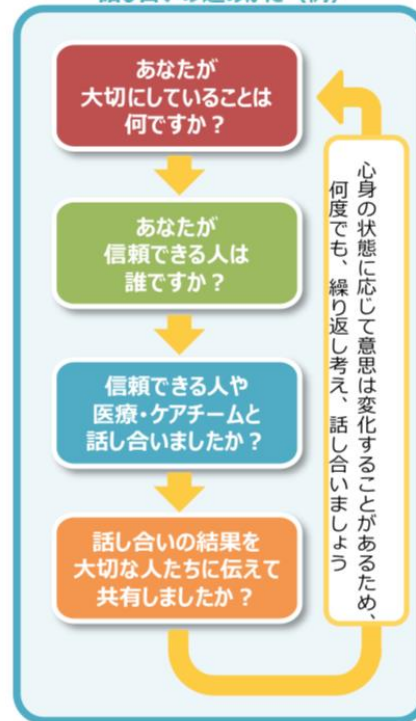 あなたが
大切にしていることは
何ですか？
あなたが
信頼できる人は
誰ですか？
信頼できる人や
医療・ケアチームと
話し合いましたか？
話し合いの結果を
大切な人たちに伝えて
共有しましたか？
心身の状態に応じて意思は変化することがあるため、
何度でも、繰り返し考え、話し合いましょう